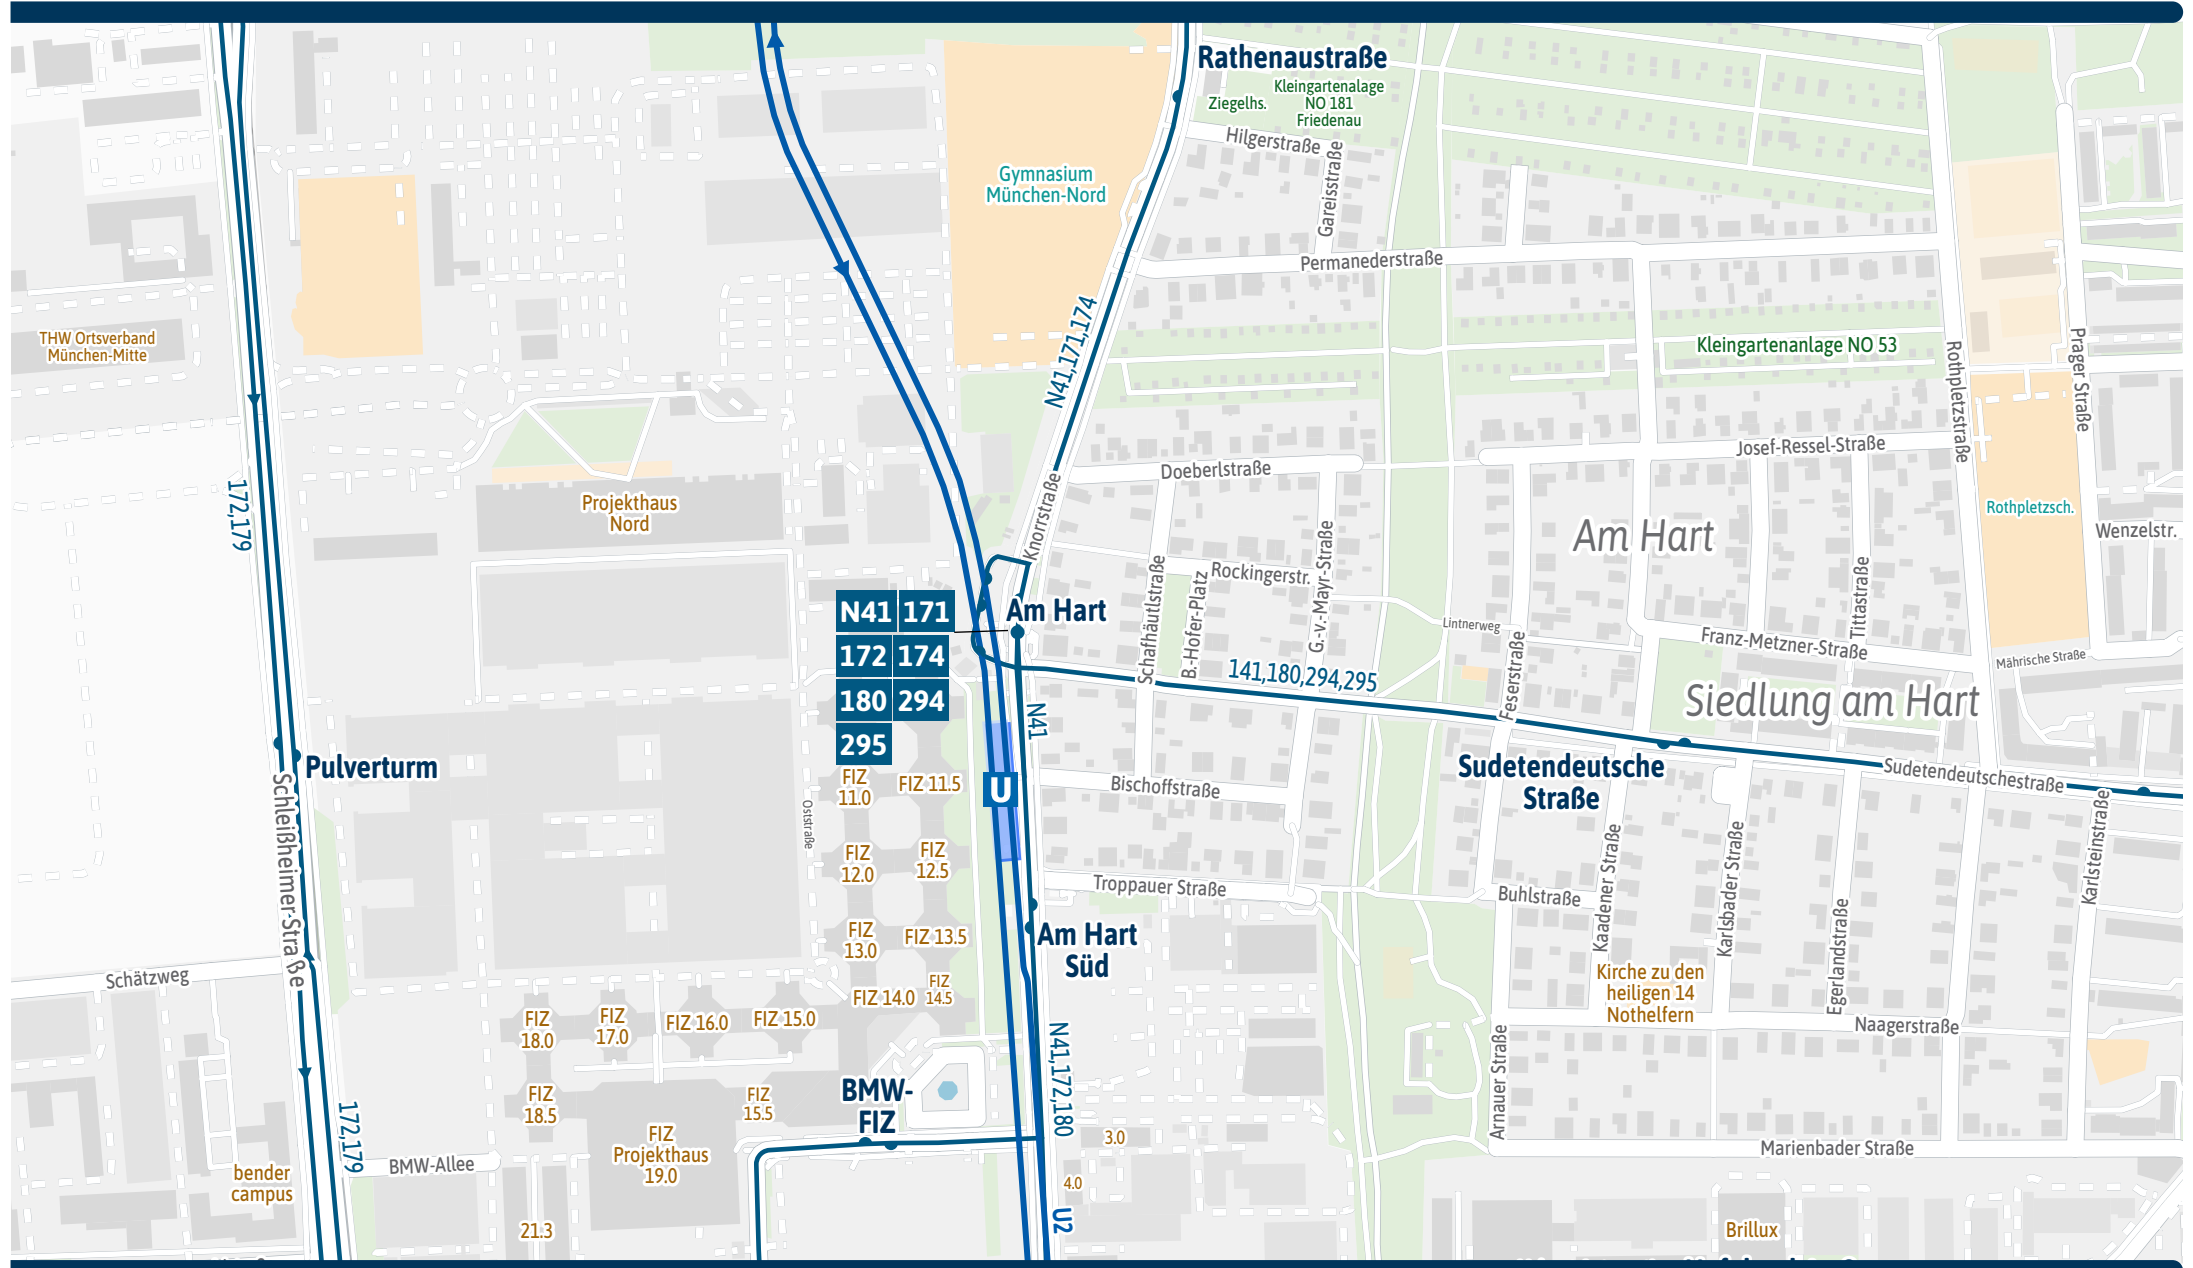 Rathenaustraße
Kleingartenalage
NO 181
Friedenau
Ziegelhs.
Hilgerstraße
Gareisstraße
Gymnasium
München-Nord
Permanederstraße
N41,171,174
THW Ortsverband
München-Mitte
Kleingartenanlage NO 53
Rothpletzstraße
Prager Straße
Josef-Ressel-Straße
Doeberlstraße
172,179
Projekthaus
Nord
Knorrstraße
Am Hart
Rothpletzsch.
Wenzelstr.
Rockingerstr.
Schafhäutlstraße
B.-Hofer-Platz
G.-v.-Mayr-Straße
Tittastraße
N41 171
172 174
180 294
295
Am Hart
Lintnerweg
Feserstraße
Franz-Metzner-Straße
Mährische Straße
141,180,294,295
Siedlung am Hart
N41
Pulverturm
Schleißheimer-Straße
Sudetendeutsche
Straße
Sudetendeutschestraße
FIZ
11.0
FIZ 11.5
U
Bischoffstraße
Oststraße
FIZ
12.0
FIZ
12.5
Troppauer Straße
Buhlstraße
Kaadener Straße
Karlsbader Straße
Egerlandstraße
Karlsteinstraße
FIZ
13.0
FIZ 13.5
Am Hart
Süd
Schätzweg
Kirche zu den
heiligen 14
Nothelfern
FIZ 14.0
FIZ
14.5
FIZ
18.0
FIZ
17.0
FIZ 16.0
FIZ 15.0
Naagerstraße
Arnauer Straße
N41,172,180
BMW-
FIZ
FIZ
18.5
FIZ
15.5
FIZ
Projekthaus
19.0
3.0
172,179
BMW-Allee
Marienbader Straße
bender
campus
4.0
21.3
U2
Brillux